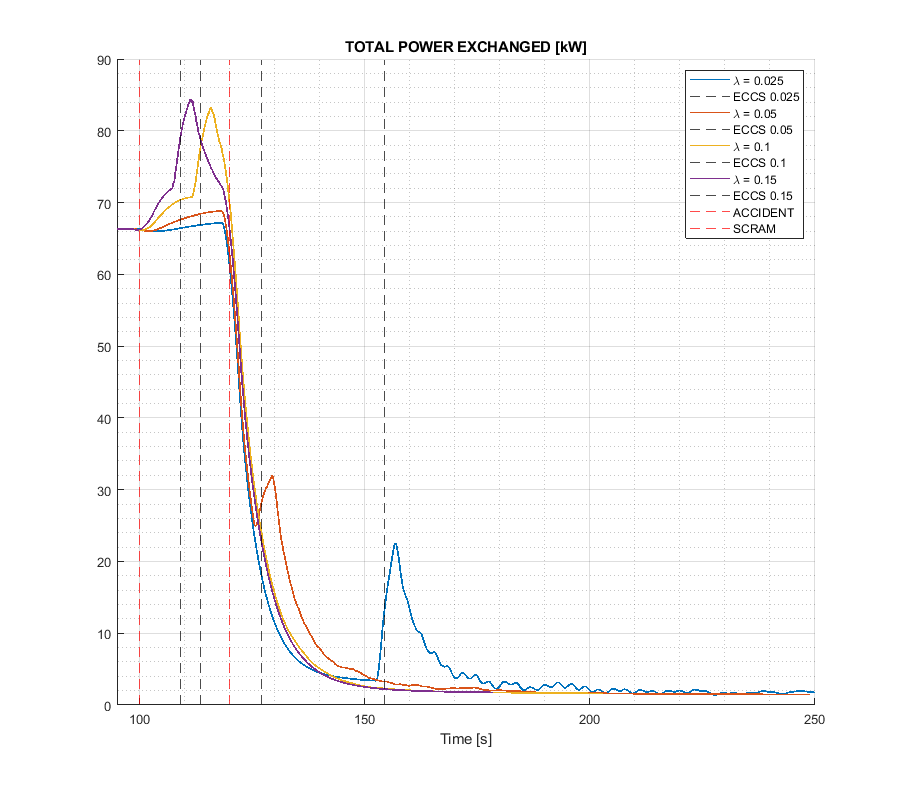 TOTAL POWER EXCHANGED [kW]
90
80
70
60
50
40
30
20
10
0
λ = 0.025
ECCS 0.025
λ = 0.05
ECCS 0.05
λ = 0.1
ECCS 0.1
λ = 0.15
ECCS 0.15
ACCIDENT
SCRAM
100 150 200 250
Time [s]